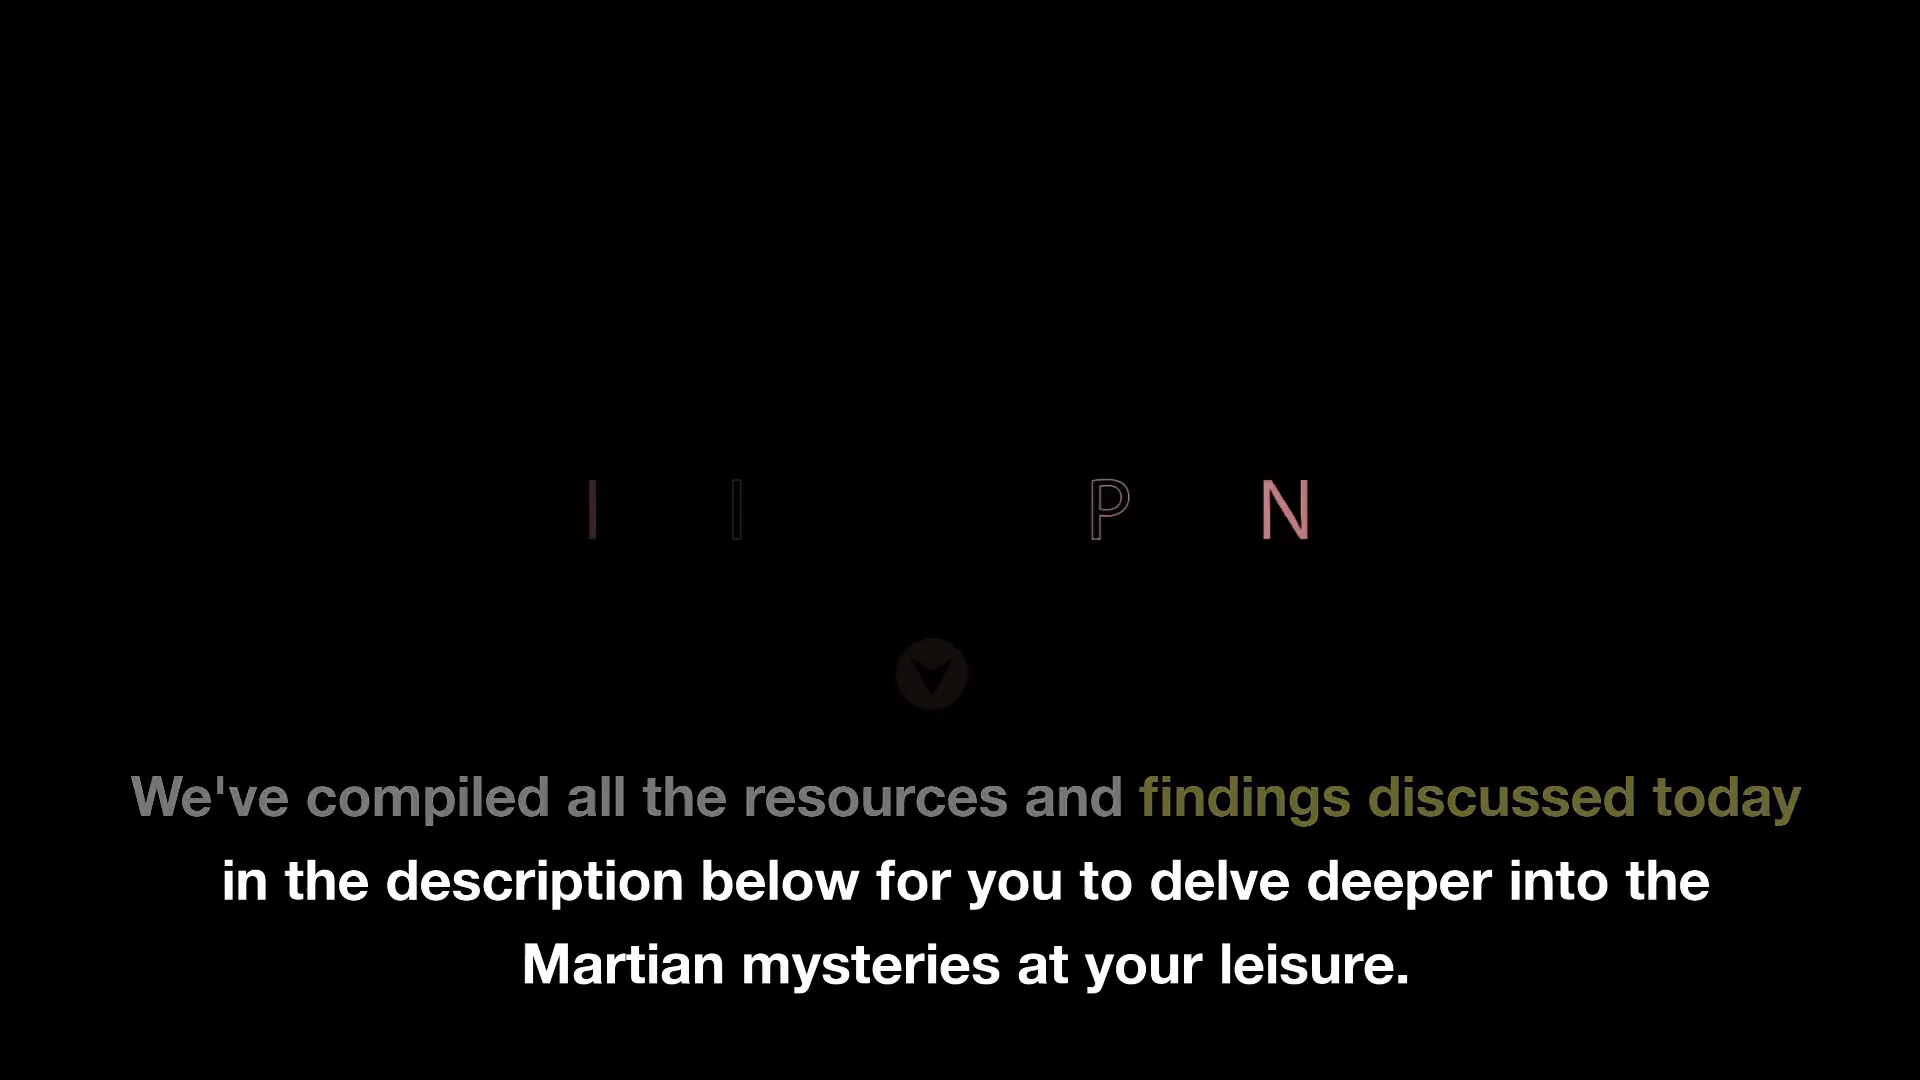 I I P N
We've compiled all the resources and findings discussed today
in the description below for you to delve deeper into the
Martian mysteries at your leisure.